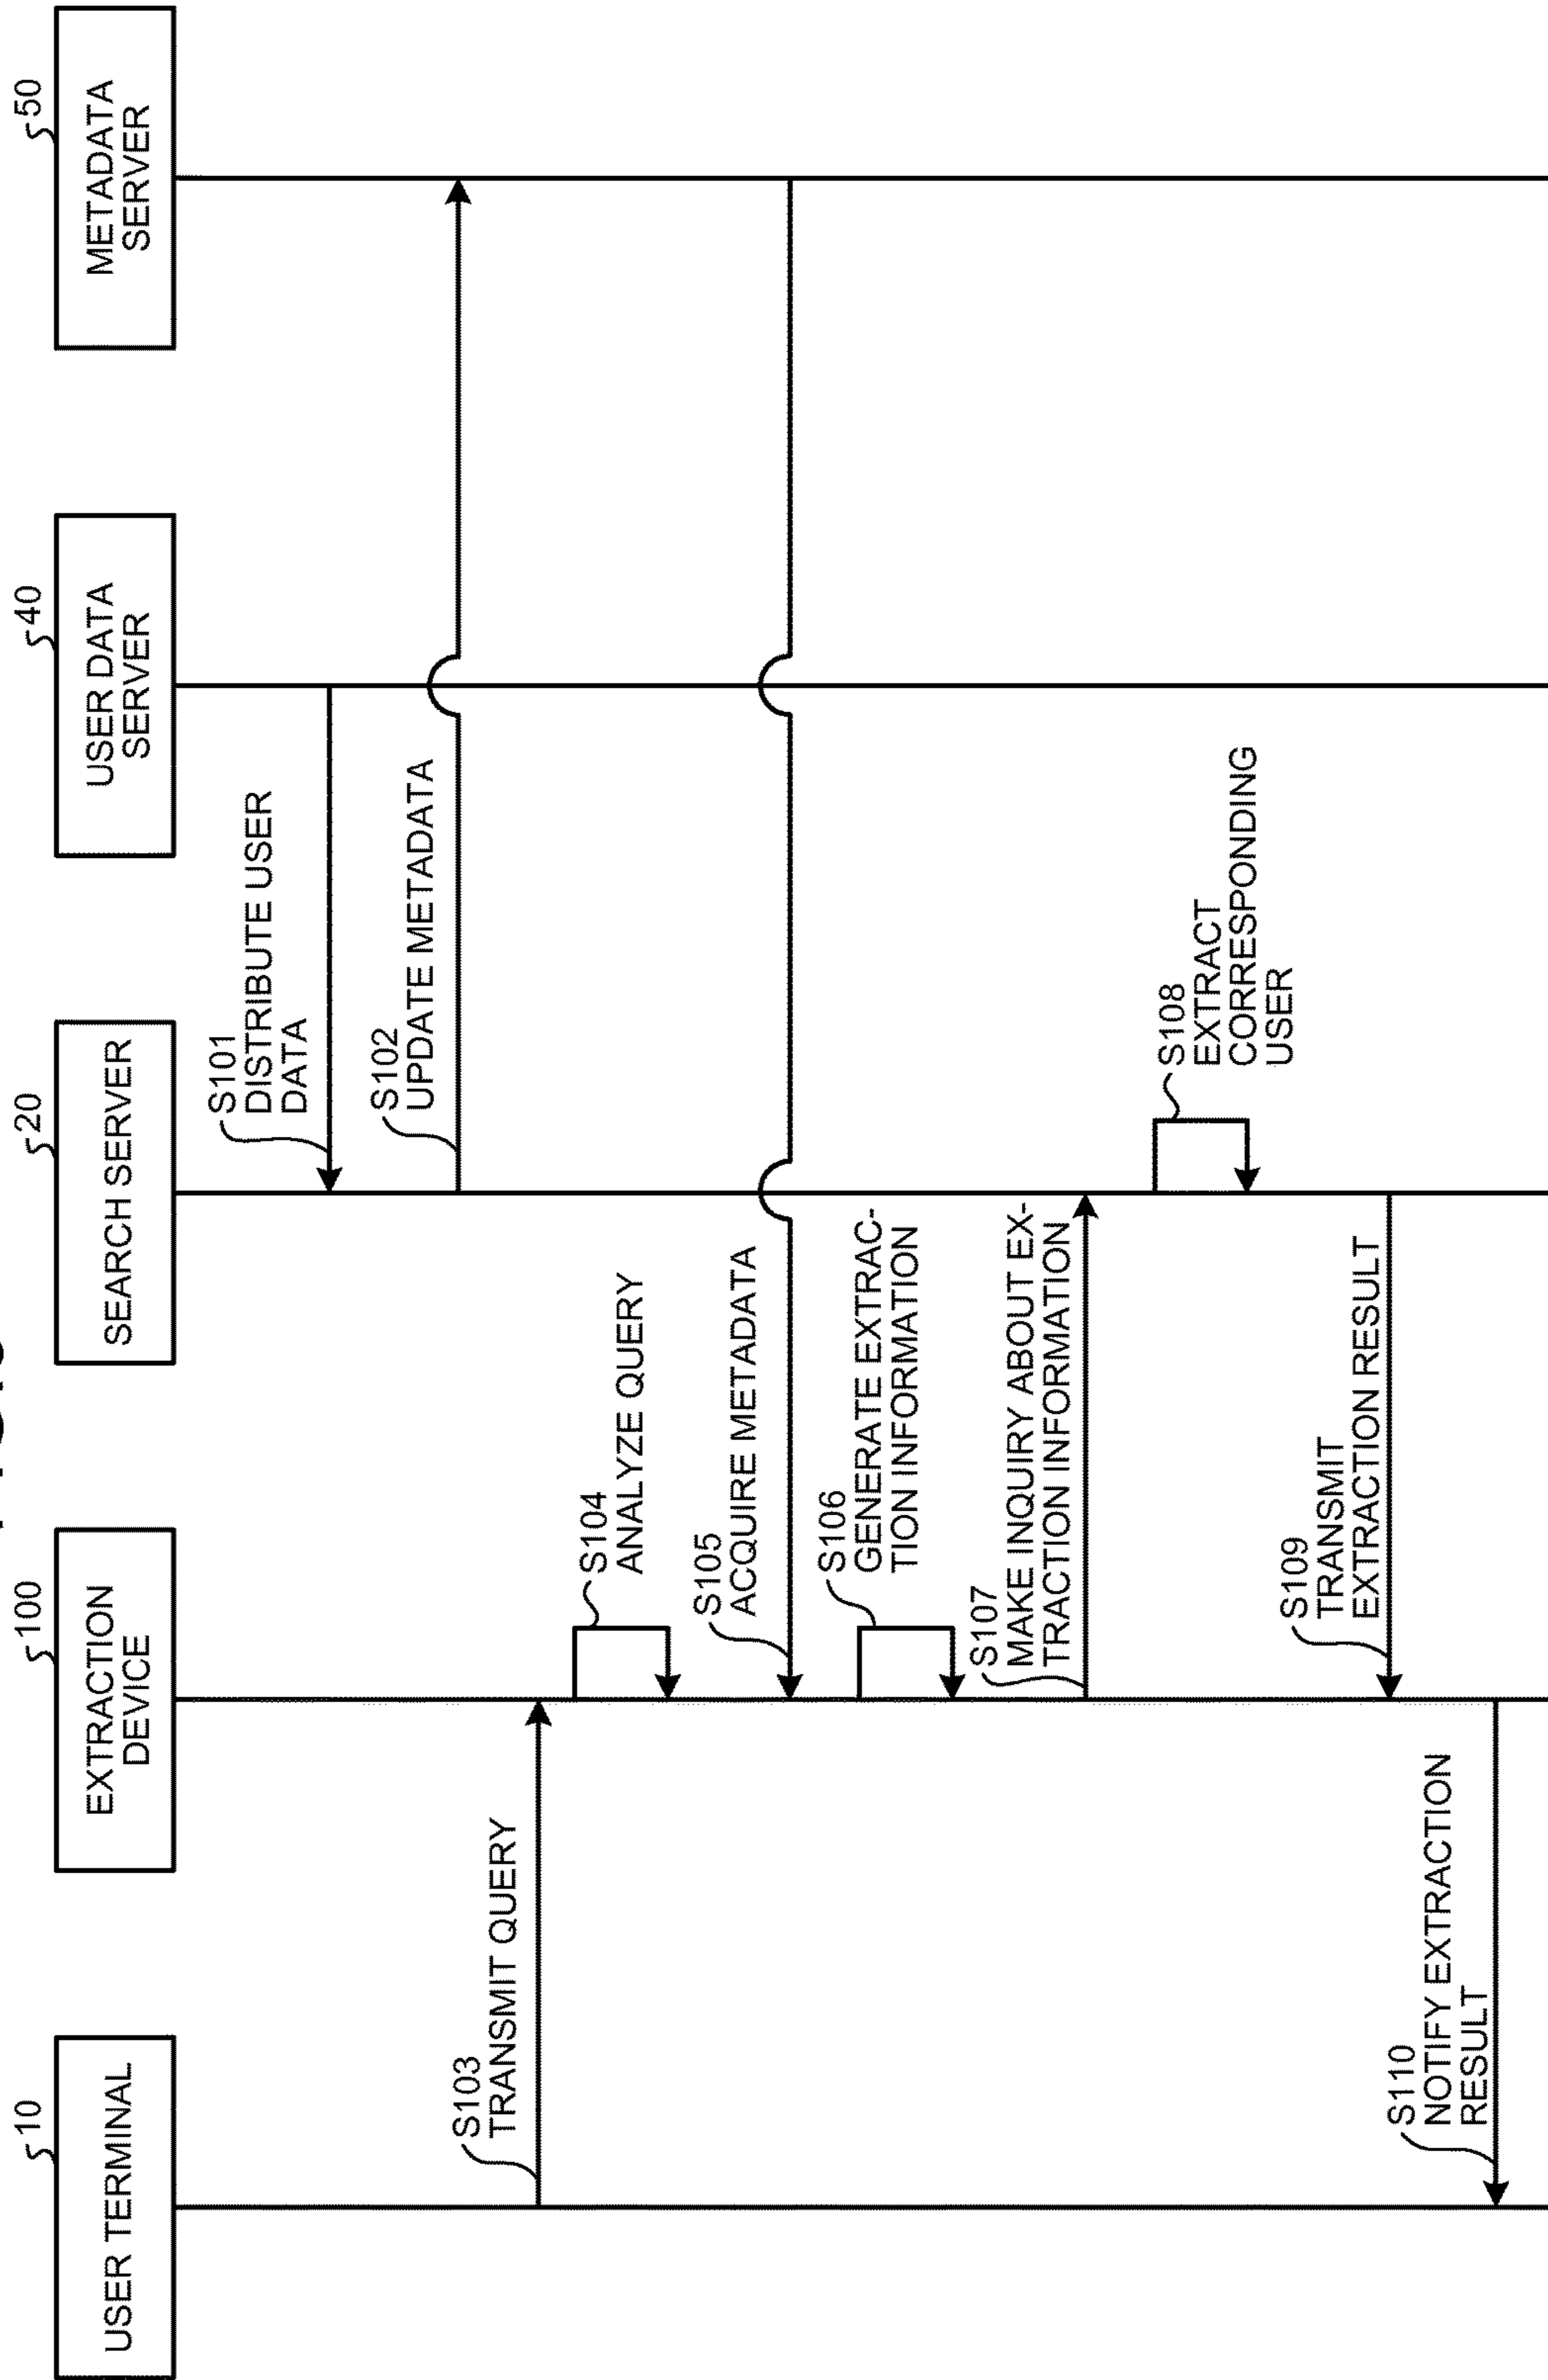 10
USER TERMINAL
100
EXTRACTION
DEVICE
20
SEARCH SERVER
40
USER DATA
SERVER
50
METADATA
SERVER
S101
DISTRIBUTE USER
DATA
S102
UPDATE METADATA
S103
TRANSMIT QUERY
S104
ANALYZE QUERY
S105
ACQUIRE METADATA
S106
GENERATE EXTRAC-
TION INFORMATION
S107
MAKE INQUIRY ABOUT EX-
TRACTION INFORMATION
S108
EXTRACT
CORRESPONDING
USER
S109
TRANSMIT
EXTRACTION RESULT
S110
NOTIFY EXTRACTION
RESULT